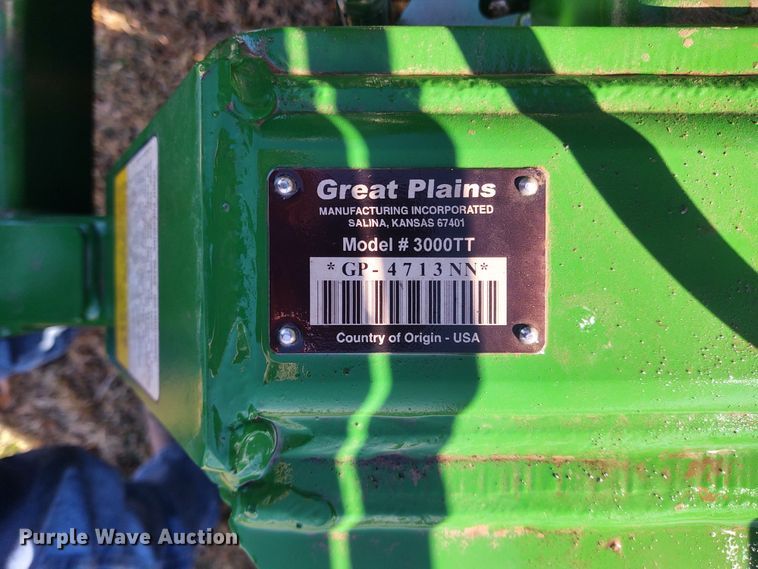 Great Plains
MANUFACTURING INCORPORATED
SALINA, KANSAS 67401
Model # 3000TT
*GP-4713NN*
Country of Origin - USA
Purple Wave Auction